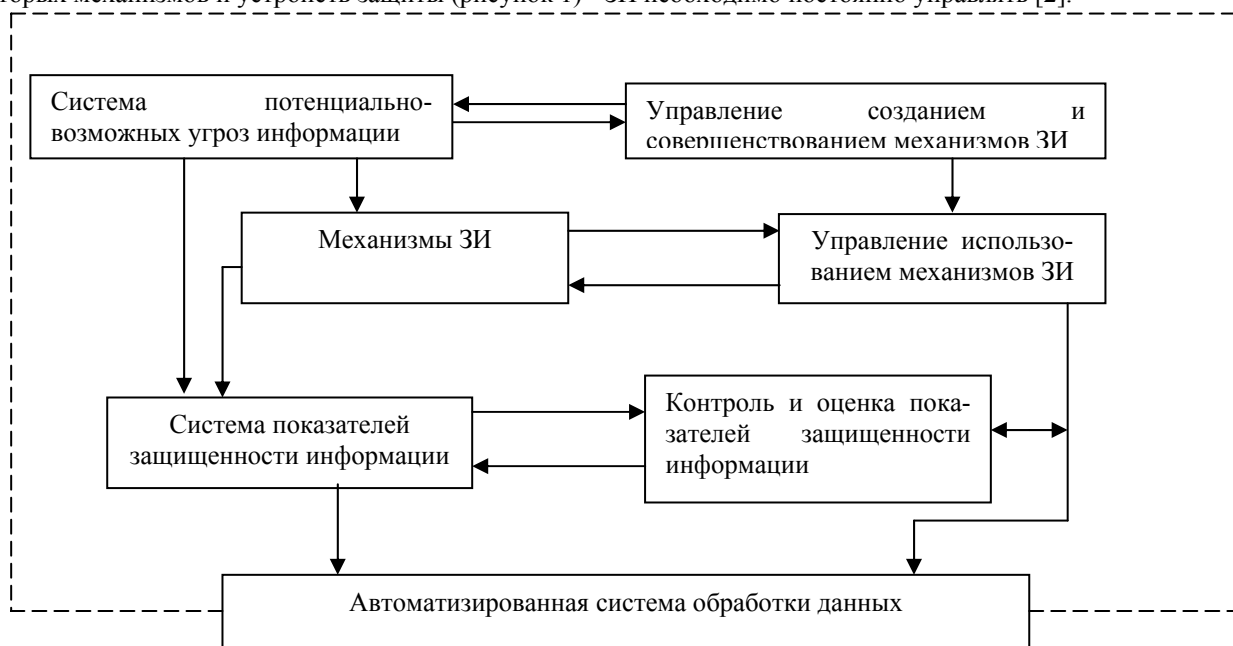 торых механизмов и устройств защиты (рисунок 1) ЗИ необходимо постоянно управлять [2].
Система потенциально-
возможных угроз информации
Управление созданием и
совершенствованием механизмов ЗИ
Механизмы ЗИ
Управление использо-
ванием механизмов ЗИ
Система показателей
защищенности информации
Контроль и оценка пока-
зателей защищенности
информации
Автоматизированная система обработки данных